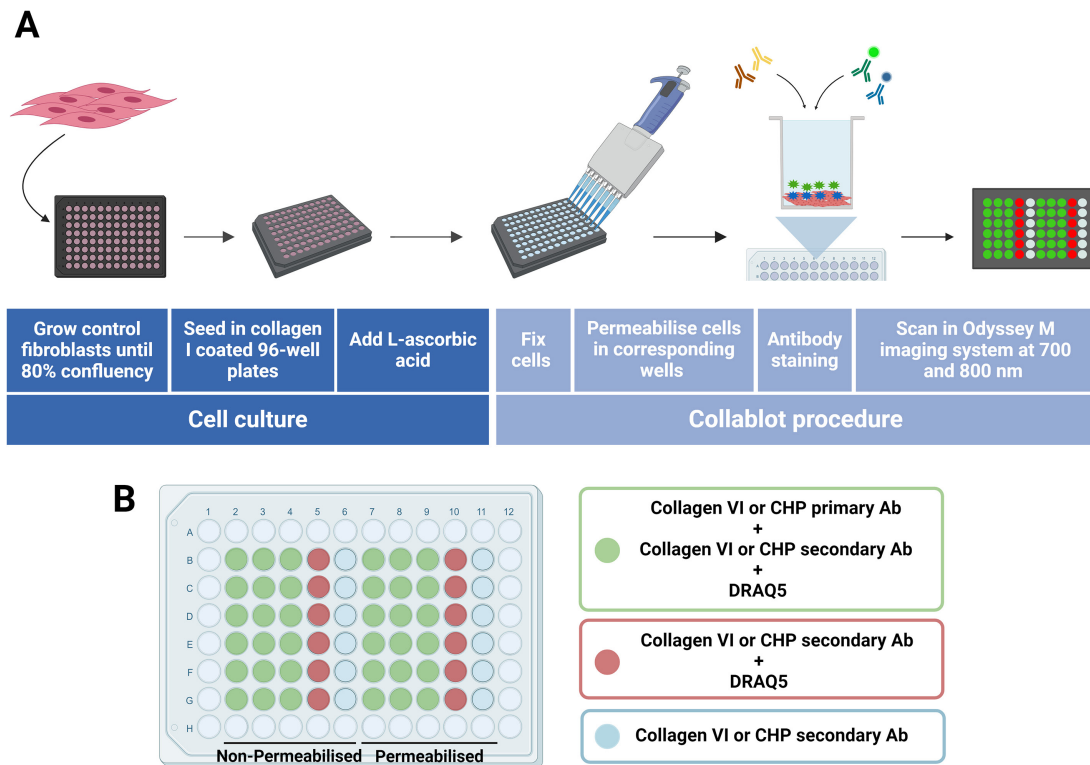 A
Grow control
fibroblasts until
80% confluency
Seed in collagen
I coated 96-well
plates
Add L-ascorbic
acid
Fix
cells
Permeabilise cells
in corresponding
wells
Antibody
staining
Scan in Odyssey M
imaging system at 700
and 800 nm
Cell culture
Collablot procedure
B
1 2 3 4 5 6 7 8 9 10 11 12
A
B
C
D
E
F
G
H
Non-Permeabilised
Permeabilised
Collagen VI or CHP primary Ab
+
Collagen VI or CHP secondary Ab
+
DRAQ5
Collagen VI or CHP secondary Ab
+
DRAQ5
Collagen VI or CHP secondary Ab